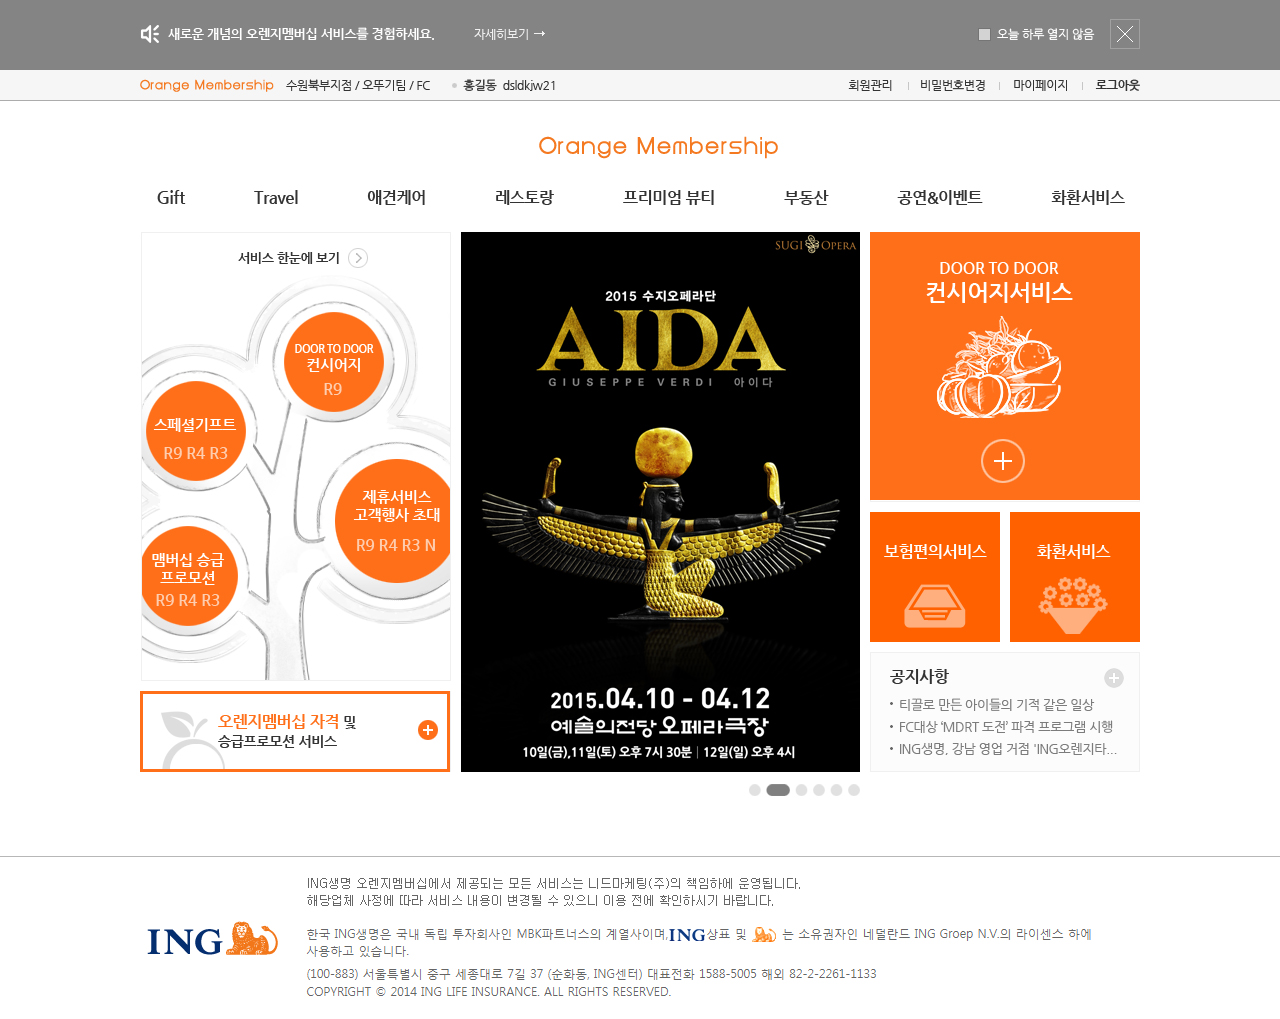 새로운 개념의 오렌지멤버십 서비스를 경험하세요. 자세히보기 → 오늘 하루 열지 않음
Orange Membership 수원북부지점 / 오뚜기팀 / FC 홍길동 dsldkjw21 회원관리 비밀번호변경 마이페이지 로그아웃
Orange Membership
Gift Travel 애견케어 레스토랑 프리미엄 뷰티 부동산 공연&이벤트 화환서비스
서비스 한눈에 보기
DOOR TO DOOR
컨시어지
R9
스페셜기프트
R9 R4 R3
제휴서비스
고객행사 초대
R9 R4 R3 N
맴버십 승급
프로모션
R9 R4 R3
오렌지멤버십 자격 및
승급프로모션 서비스
SUGI OPERA
2015 수지오페라단
AIDA
GIUSEPPE VERDI 아이다
2015.04.10 - 04.12
예술의전당 오페라극장
10일(금),11일(토) 오후 7시 30분 | 12일(일) 오후 4시
DOOR TO DOOR
컨시어지서비스
보험편의서비스
화환서비스
공지사항
• 티끌로 만든 아이들의 기적 같은 일상
• FC대상 ‘MDRT 도전’ 파격 프로그램 시행
• ING생명, 강남 영업 거점 'ING오렌지타...
ING생명 오렌지멤버십에서 제공되는 모든 서비스는 니드마케팅(주)의 책임하에 운영됩니다.
해당업체 사정에 따라 서비스 내용이 변경될 수 있으니 이용 전에 확인하시기 바랍니다.
ING
한국 ING생명은 국내 독립 투자회사인 MBK파트너스의 계열사이며,ING상표 및 는 소유권자인 네덜란드 ING Groep N.V.의 라이센스 하에
사용하고 있습니다.
(100-883) 서울특별시 중구 세종대로 7길 37 (순화동, ING센터) 대표전화 1588-5005 해외 82-2-2261-1133
COPYRIGHT © 2014 ING LIFE INSURANCE. ALL RIGHTS RESERVED.